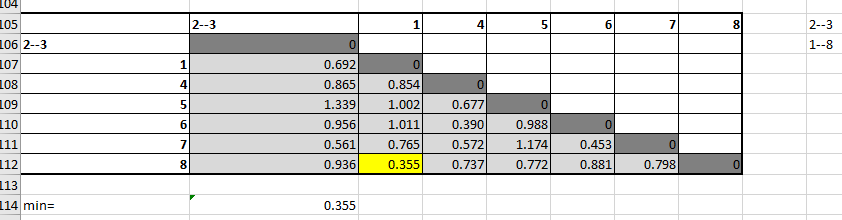 104
105 2--3 1 4 5 6 7 8 2--3
106 2--3 0 1--8
107 1 0.692 0
108 4 0.865 0.854 0
109 5 1.339 1.002 0.677 0
110 6 0.956 1.011 0.390 0.988 0
111 7 0.561 0.765 0.572 1.174 0.453 0
112 8 0.936 0.355 0.737 0.772 0.881 0.798 0
113
114 min= 0.355